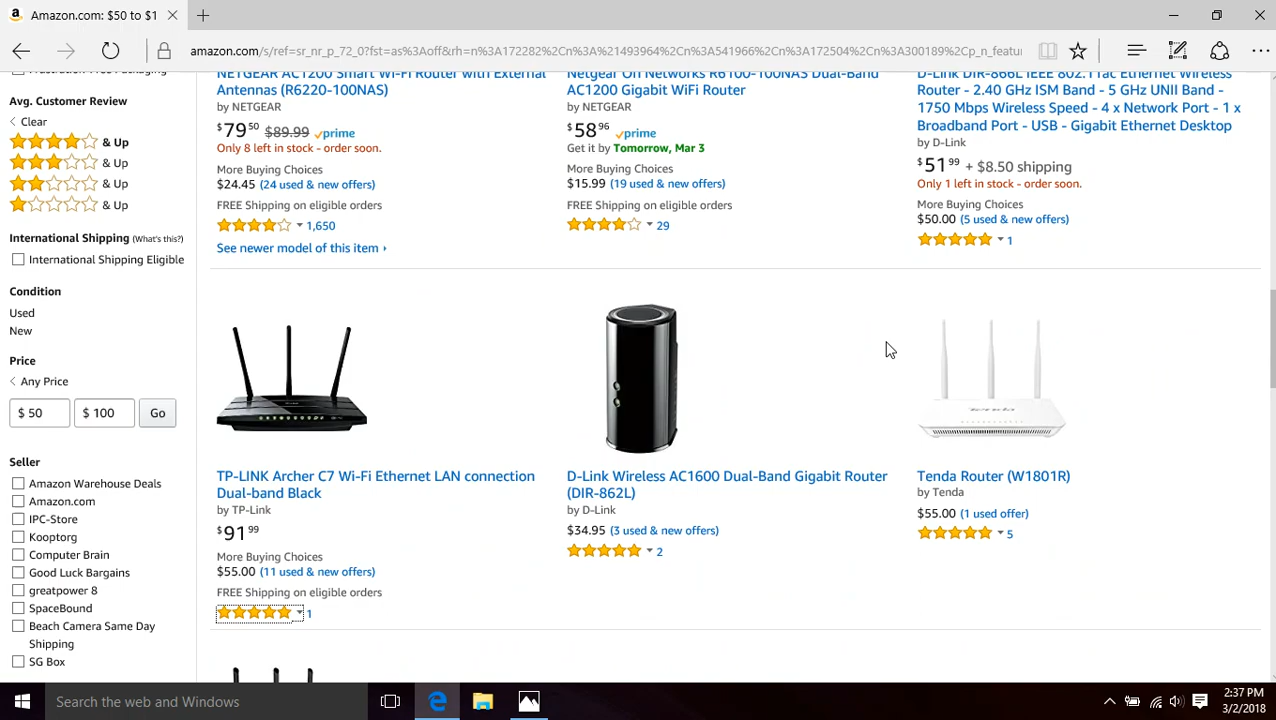 Amazon.com: $50 to $1
amazon.com/s/ref=sr_nr_p_72_0?fst=as%3Aoff&rh=n%3A172282%2Cn%3A%21493964%2Cn%3A541966%2Cn%3A172504%2Cn%3A300189%2Cp_n_featu
Avg. Customer Review
Clear
& Up
& Up
& Up
& Up
International Shipping (What's this?)
International Shipping Eligible
Condition
Used
New
Price
Any Price
$ 50 $ 100 Go
Seller
Amazon Warehouse Deals
Amazon.com
IPC-Store
Kooptorg
Computer Brain
Good Luck Bargains
greatpower 8
SpaceBound
Beach Camera Same Day
Shipping
SG Box
NETGEAR AC1200 Smart Wi-Fi Router with External
Antennas (R6220-100NAS)
by NETGEAR
$79 50 $89.99 prime
Only 8 left in stock - order soon.
More Buying Choices
$24.45 (24 used & new offers)
FREE Shipping on eligible orders
1,650
See newer model of this item
Netgear On Networks R6100-100NAS Dual-Band
AC1200 Gigabit WiFi Router
by NETGEAR
$58 96 prime
Get it by Tomorrow, Mar 3
More Buying Choices
$15.99 (19 used & new offers)
FREE Shipping on eligible orders
29
D-Link DIR-866L IEEE 802.11ac Ethernet Wireless
Router - 2.40 GHz ISM Band - 5 GHz UNII Band -
1750 Mbps Wireless Speed - 4 x Network Port - 1 x
Broadband Port - USB - Gigabit Ethernet Desktop
by D-Link
$51 99 + $8.50 shipping
Only 1 left in stock - order soon.
More Buying Choices
$50.00 (5 used & new offers)
1
TP-LINK Archer C7 Wi-Fi Ethernet LAN connection
Dual-band Black
by TP-Link
$91 99
More Buying Choices
$55.00 (11 used & new offers)
FREE Shipping on eligible orders
1
D-Link Wireless AC1600 Dual-Band Gigabit Router
(DIR-862L)
by D-Link
$34.95 (3 used & new offers)
2
Tenda
Tenda Router (W1801R)
by Tenda
$55.00 (1 used offer)
5
Search the web and Windows
2:37 PM
3/2/2018